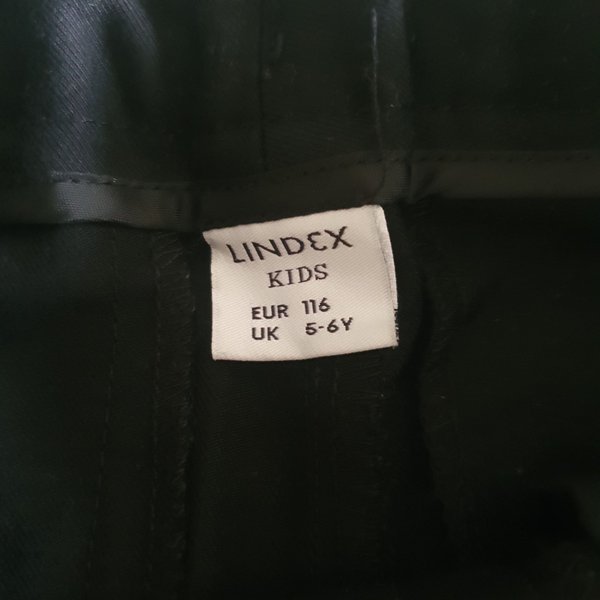 LINDEX
KIDS
EUR 116
UK 5-6Y